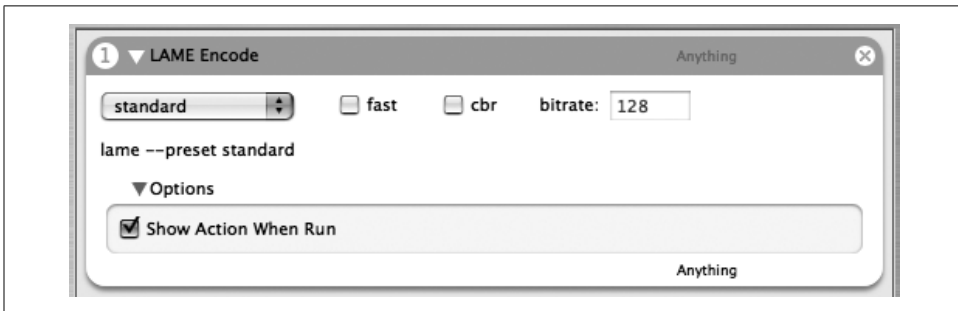 1 LAME Encode Anything
standard fast cbr bitrate: 128
lame --preset standard
Options
Show Action When Run
Anything